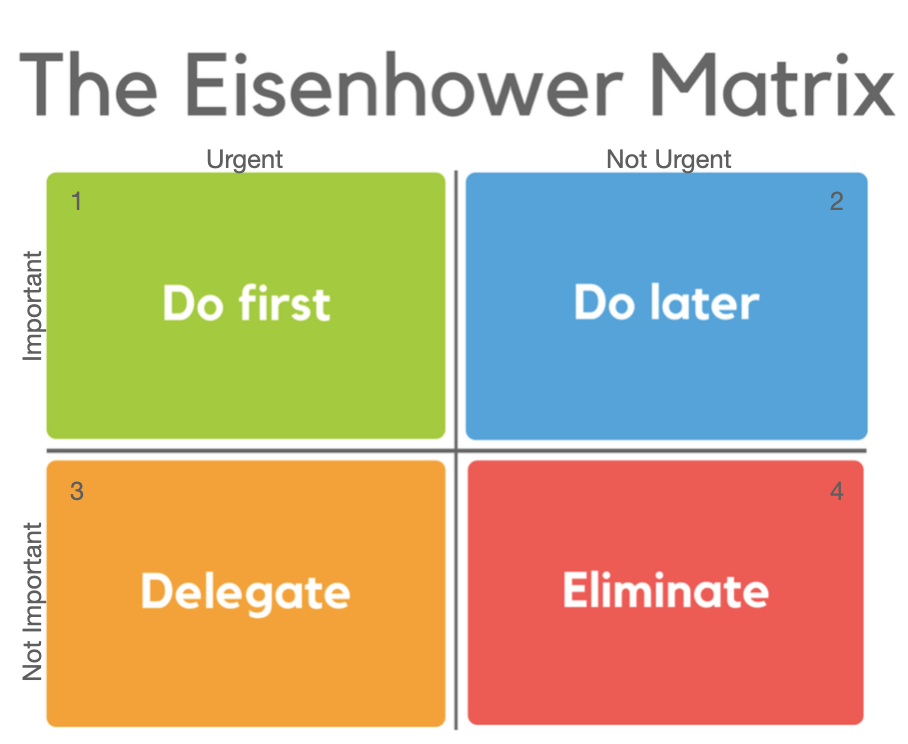 The Eisenhower Matrix
Urgent
Not Urgent
Important
1
Do first
2
Do later
Not Important
3
Delegate
4
Eliminate